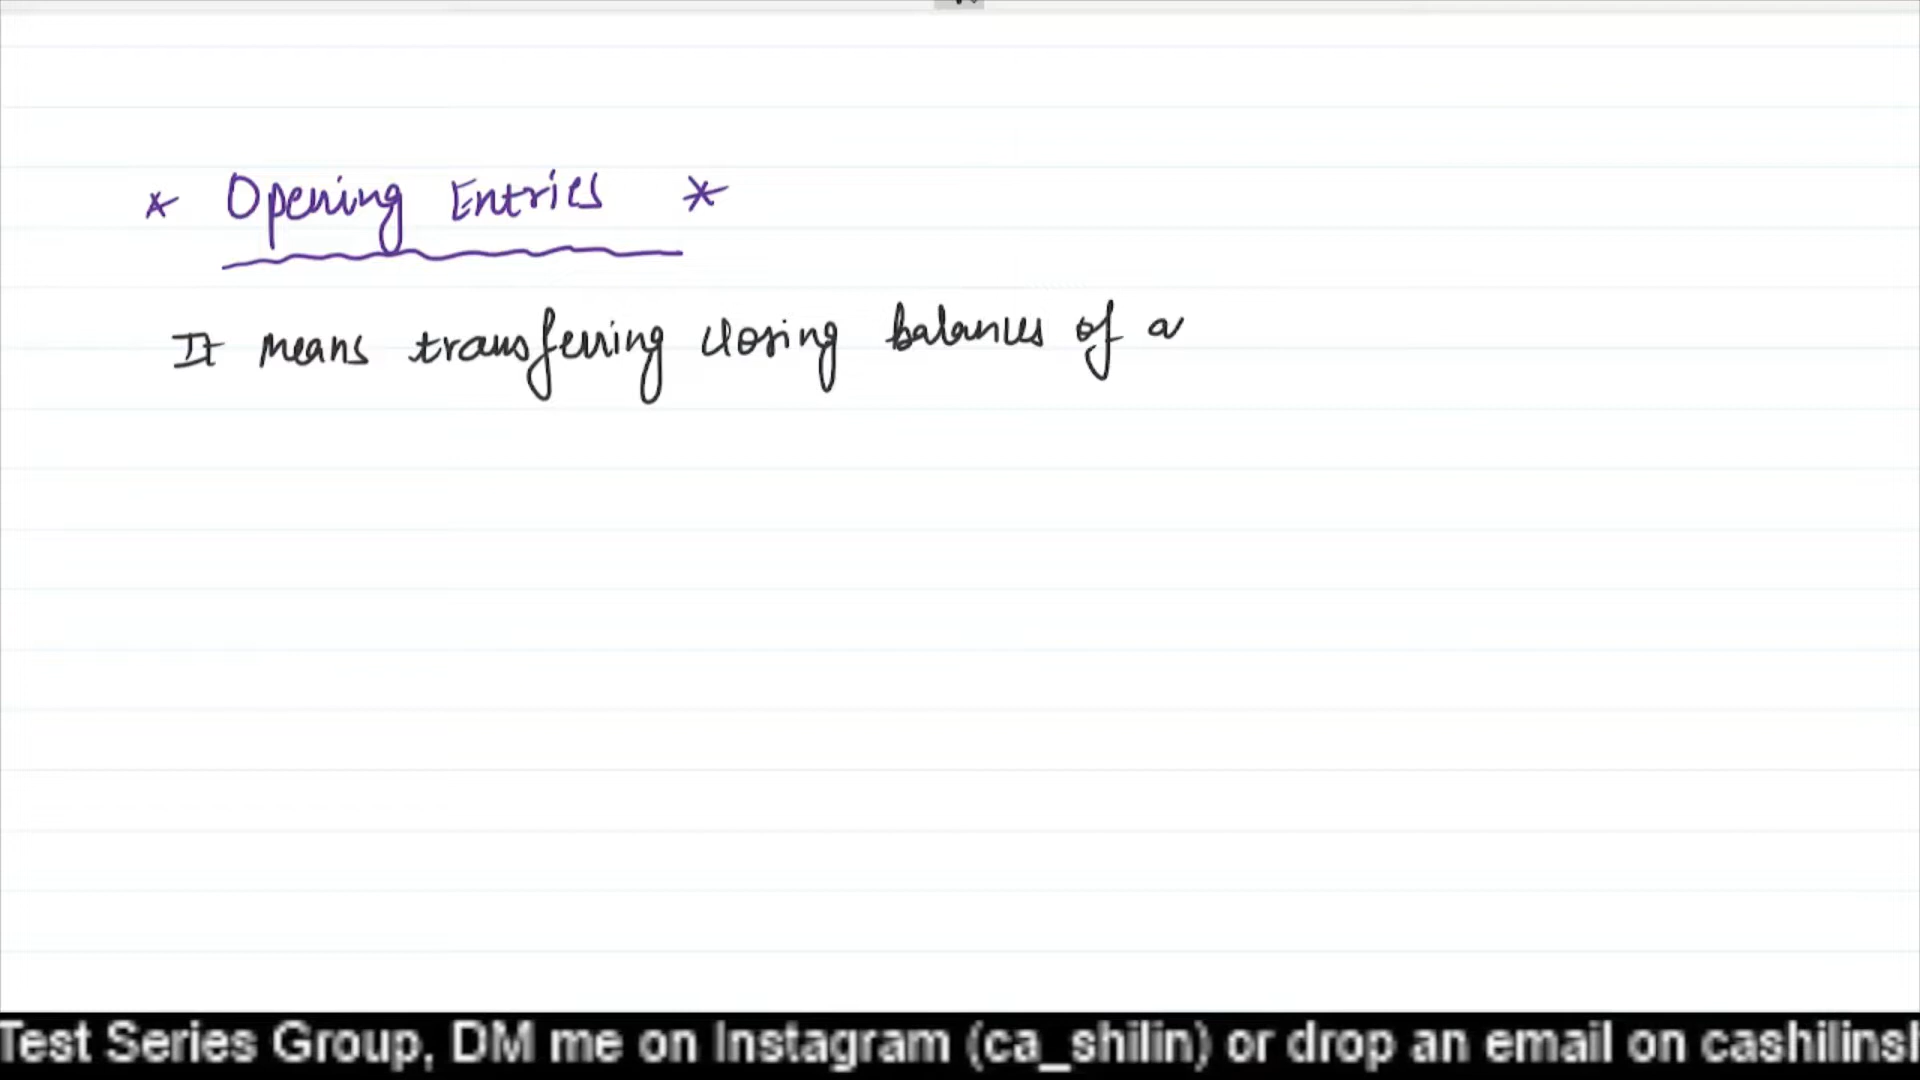 * Opening Entries *
It means transferring closing balances of a
Test Series Group, DM me on Instagram (ca_shilin) or drop an email on cashilinsh